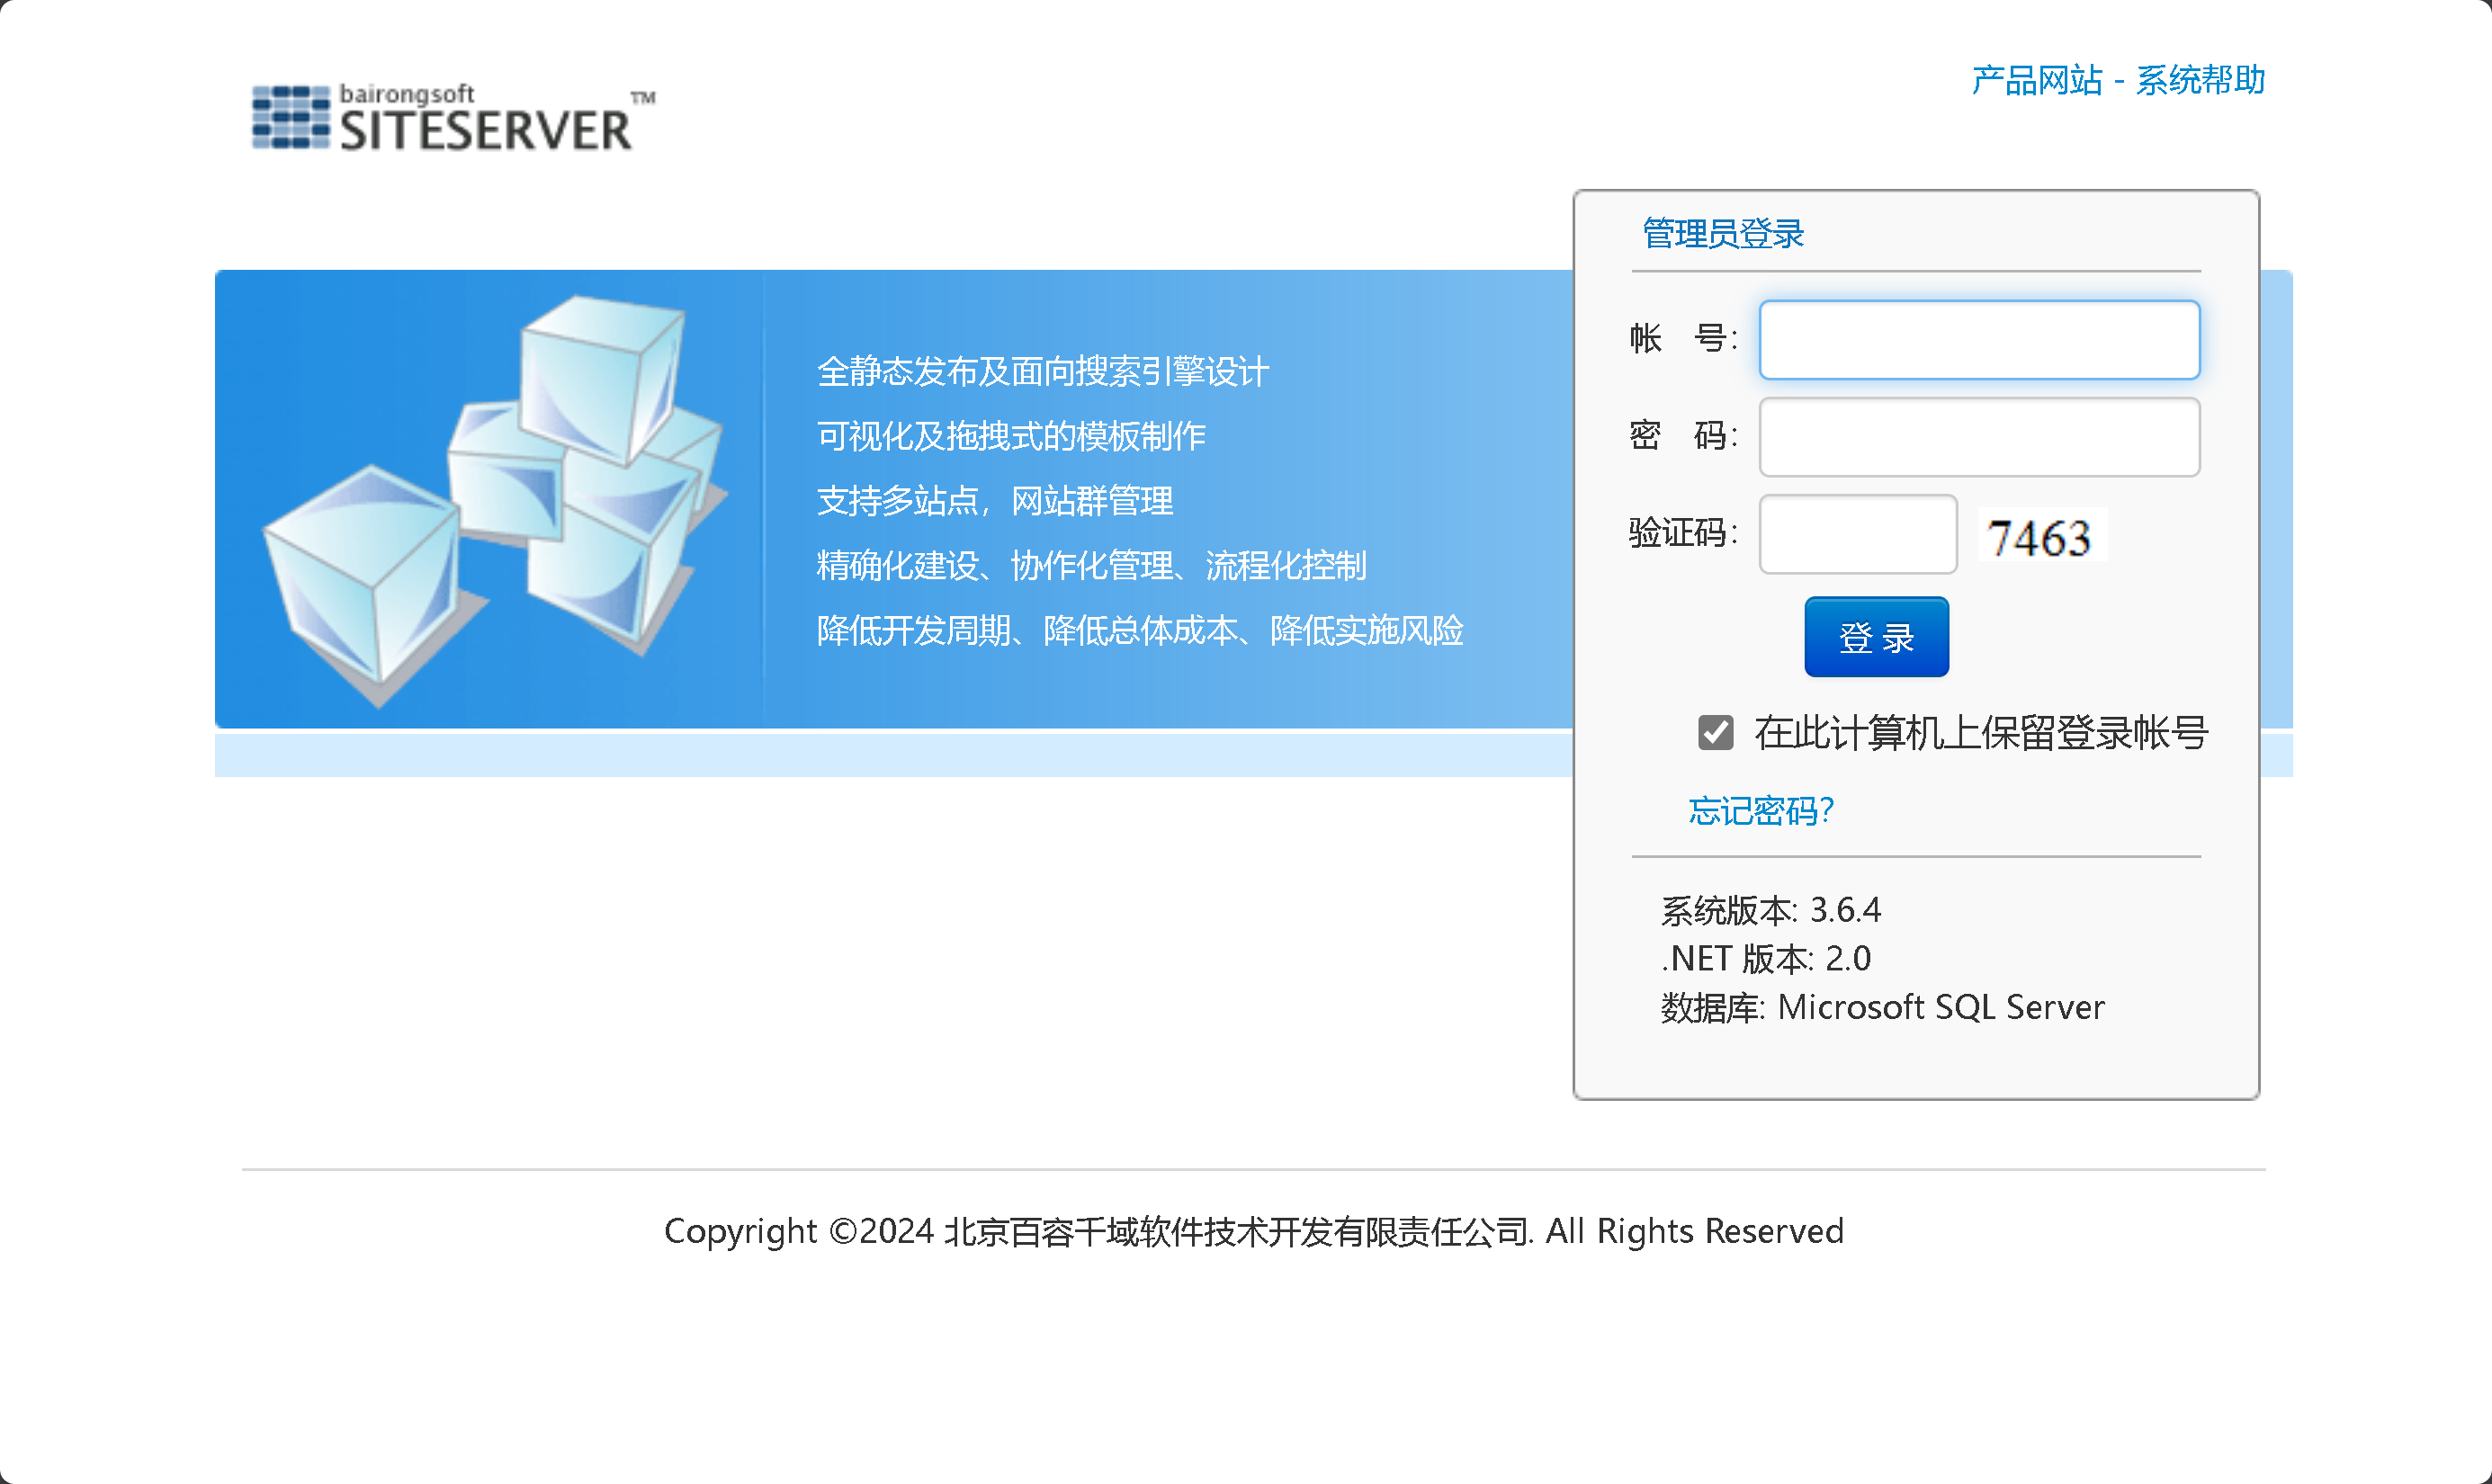 bairongsoft
SITESERVER™
产品网站 - 系统帮助
管理员登录
全静态发布及面向搜索引擎设计
可视化及拖拽式的模板制作
支持多站点，网站群管理
精确化建设、协作化管理、流程化控制
降低开发周期、降低总体成本、降低实施风险
帐 号：
密 码：
验证码： 7463
登 录
在此计算机上保留登录帐号
忘记密码？
系统版本: 3.6.4
.NET 版本: 2.0
数据库: Microsoft SQL Server
Copyright ©2024 北京百容千域软件技术开发有限责任公司. All Rights Reserved